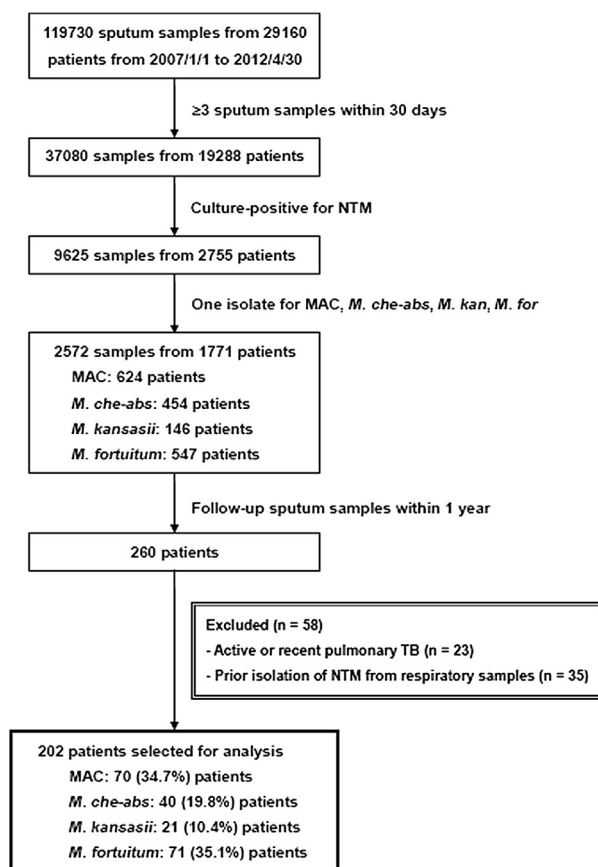 119730 sputum samples from 29160
patients from 2007/1/1 to 2012/4/30
≥3 sputum samples within 30 days
37080 samples from 19288 patients
Culture-positive for NTM
9625 samples from 2755 patients
One isolate for MAC, M. che-abs, M. kan, M. for
2572 samples from 1771 patients
MAC: 624 patients
M. che-abs: 454 patients
M. kansasii: 146 patients
M. fortuitum: 547 patients
Follow-up sputum samples within 1 year
260 patients
Excluded (n = 58)
- Active or recent pulmonary TB (n = 23)
- Prior isolation of NTM from respiratory samples (n = 35)
202 patients selected for analysis
MAC: 70 (34.7%) patients
M. che-abs: 40 (19.8%) patients
M. kansasii: 21 (10.4%) patients
M. fortuitum: 71 (35.1%) patients